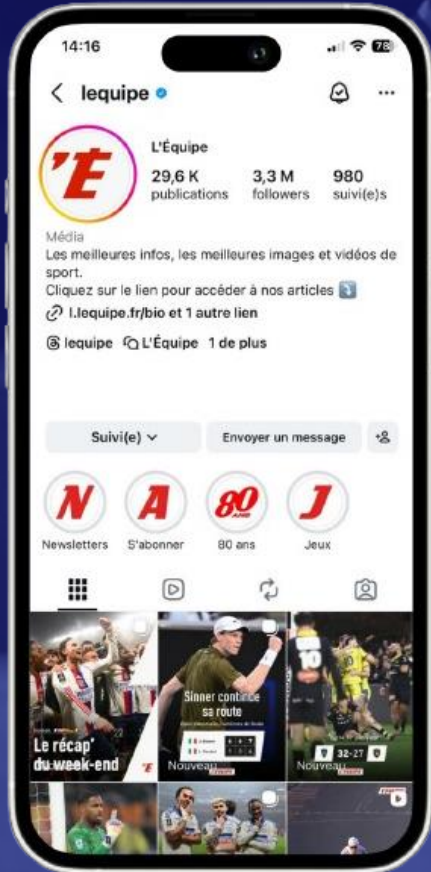 14:16
78
lequipe
'É
L'Équipe
29,6 K
publications
3,3 M
followers
980
suivi(e)s
Média
Les meilleures infos, les meilleures images et vidéos de
sport.
Cliquez sur le lien pour accéder à nos articles
l.lequipe.fr/bio et 1 autre lien
lequipe L'Équipe 1 de plus
Suivi(e)
Envoyer un message
N
A
80
ANS
J
Newsletters
S'abonner
80 ans
Jeux
Le récap'
du week-end
'É
Sinner continue
sa route
Nouveau
10
32-27
Nouveau